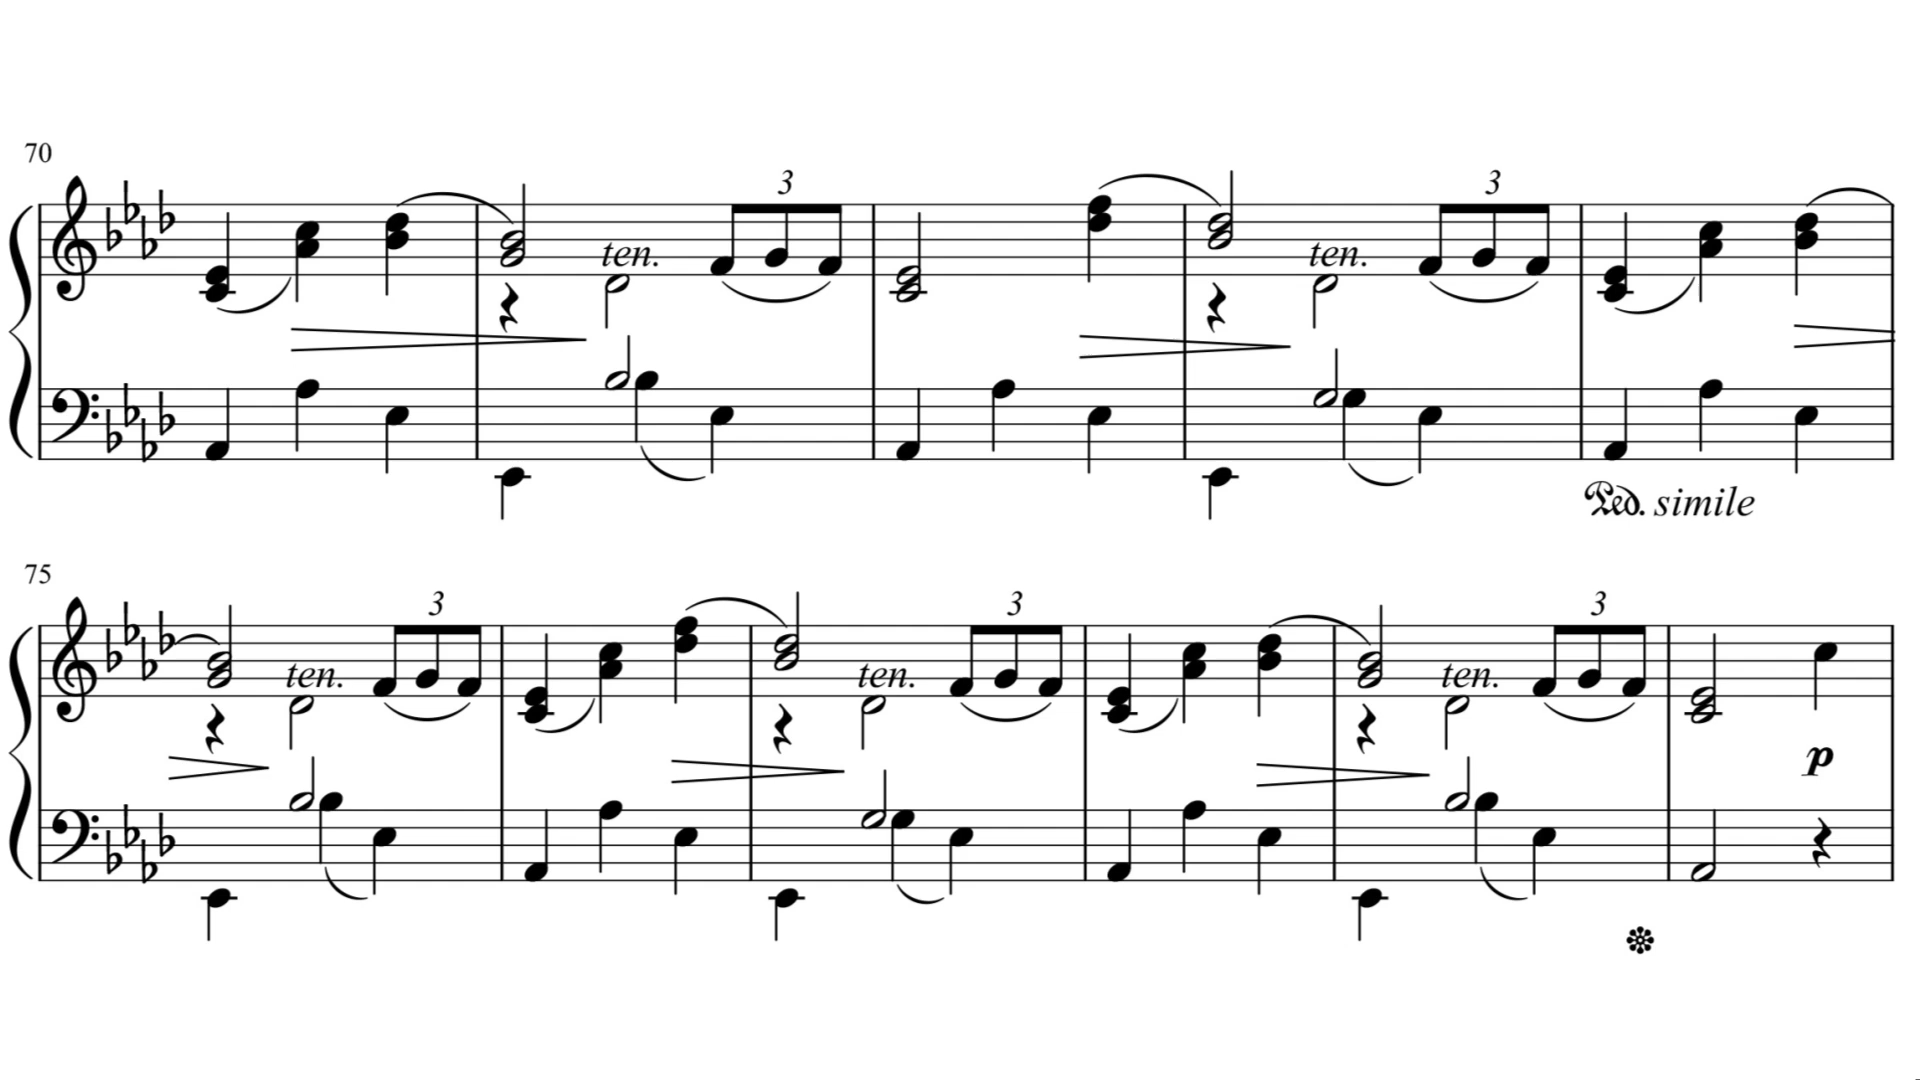 70
3 3
ten. ten.
Ped. simile
75
3 3 3
ten. ten. ten.
p